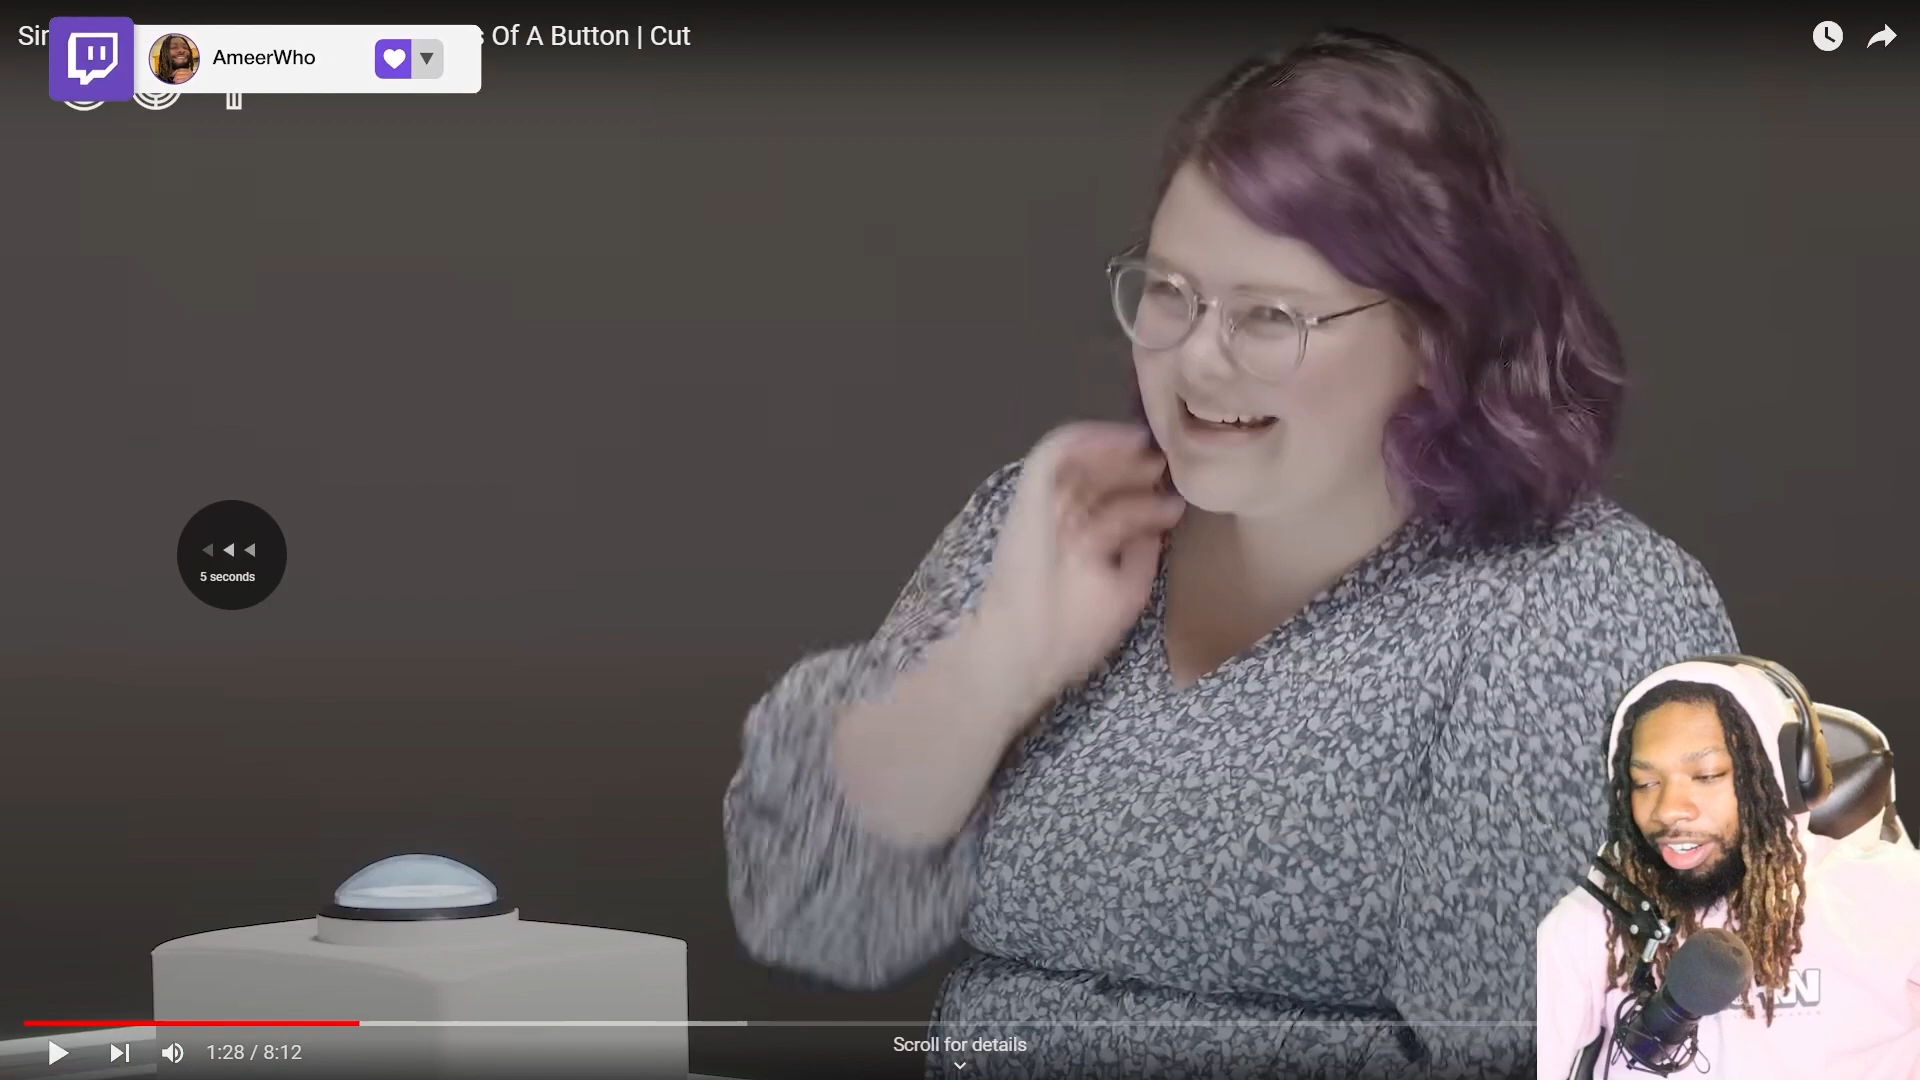 Sir
s Of A Button | Cut
AmeerWho
5 seconds
1:28 / 8:12
Scroll for details